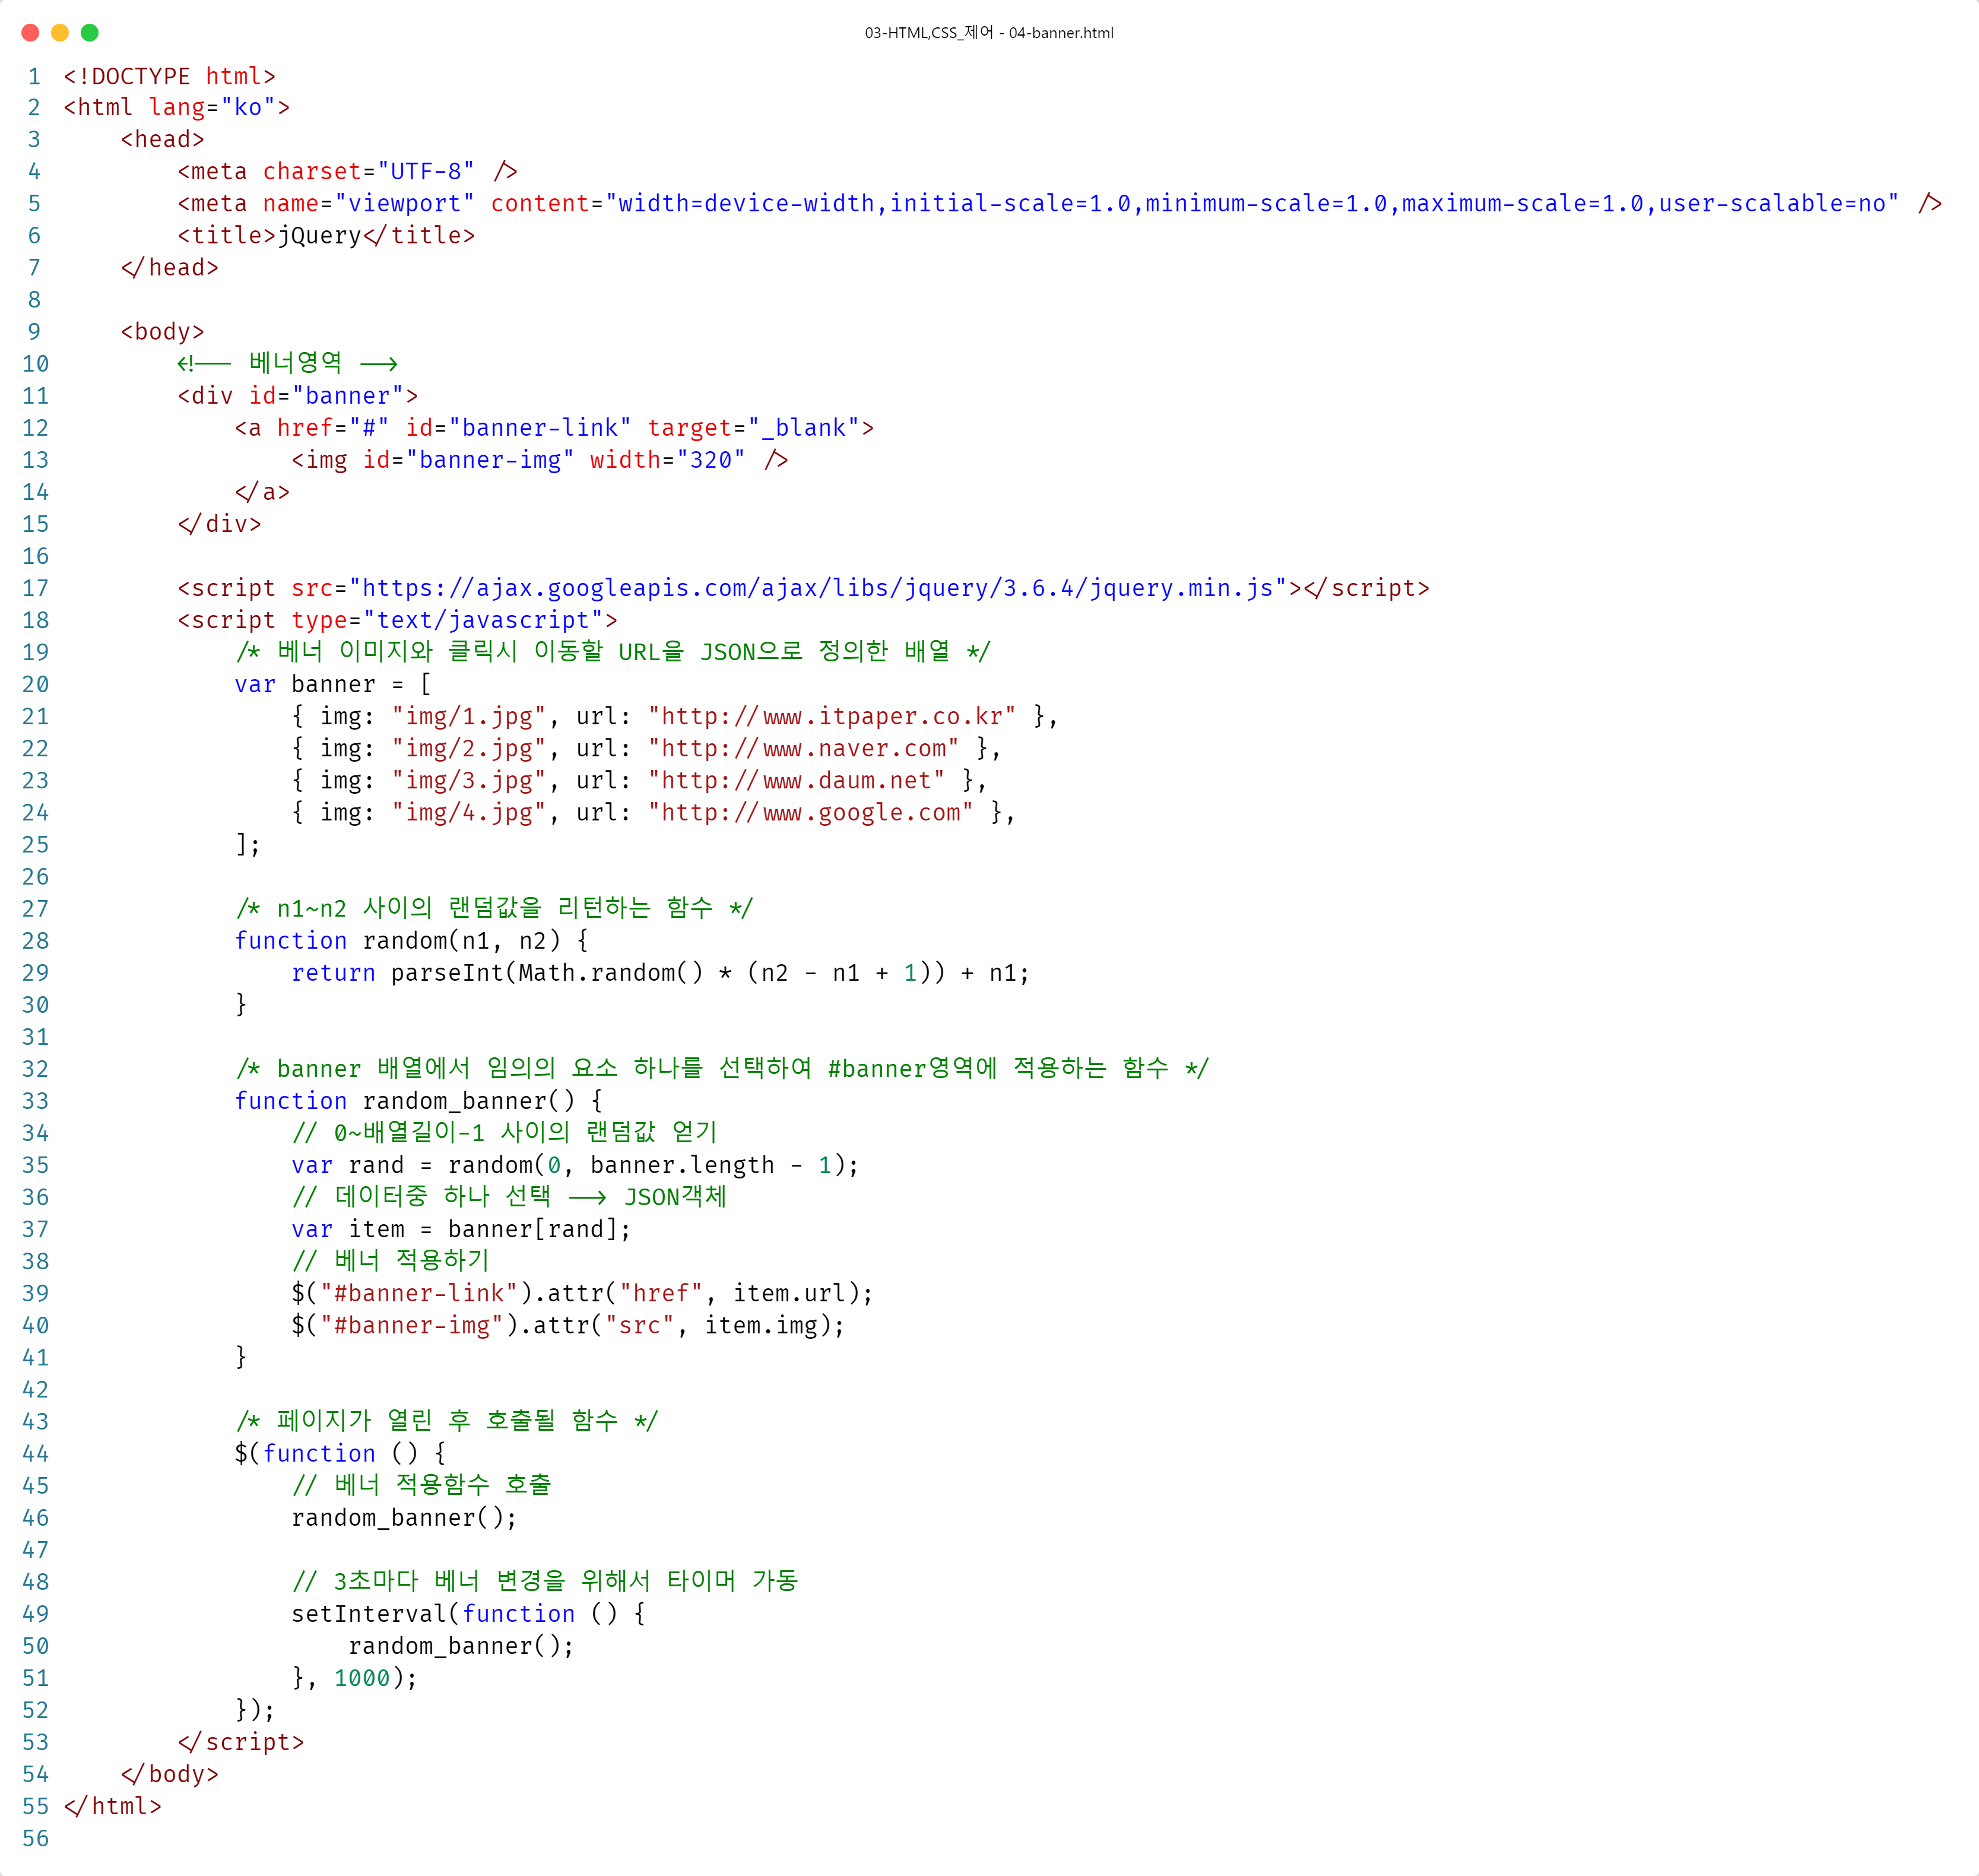 03-HTML,CSS_제어 - 04-banner.html
1 <!DOCTYPE html>
2 <html lang="ko">
3     <head>
4         <meta charset="UTF-8" />
5         <meta name="viewport" content="width=device-width,initial-scale=1.0,minimum-scale=1.0,maximum-scale=1.0,user-scalable=no" />
6         <title>jQuery</title>
7     </head>
8
9     <body>
10         <!-- 베너영역 -->
11         <div id="banner">
12             <a href="#" id="banner-link" target="_blank">
13                 <img id="banner-img" width="320" />
14             </a>
15         </div>
16
17         <script src="https://ajax.googleapis.com/ajax/libs/jquery/3.6.4/jquery.min.js"></script>
18         <script type="text/javascript">
19             /* 베너 이미지와 클릭시 이동할 URL을 JSON으로 정의한 배열 */
20             var banner = [
21                 { img: "img/1.jpg", url: "http://www.itpaper.co.kr" },
22                 { img: "img/2.jpg", url: "http://www.naver.com" },
23                 { img: "img/3.jpg", url: "http://www.daum.net" },
24                 { img: "img/4.jpg", url: "http://www.google.com" },
25             ];
26
27             /* n1~n2 사이의 랜덤값을 리턴하는 함수 */
28             function random(n1, n2) {
29                 return parseInt(Math.random() * (n2 - n1 + 1)) + n1;
30             }
31
32             /* banner 배열에서 임의의 요소 하나를 선택하여 #banner영역에 적용하는 함수 */
33             function random_banner() {
34                 // 0~배열길이-1 사이의 랜덤값 얻기
35                 var rand = random(0, banner.length - 1);
36                 // 데이터중 하나 선택 --> JSON객체
37                 var item = banner[rand];
38                 // 베너 적용하기
39                 $("#banner-link").attr("href", item.url);
40                 $("#banner-img").attr("src", item.img);
41             }
42
43             /* 페이지가 열린 후 호출될 함수 */
44             $(function () {
45                 // 베너 적용함수 호출
46                 random_banner();
47
48                 // 3초마다 베너 변경을 위해서 타이머 가동
49                 setInterval(function () {
50                     random_banner();
51                 }, 1000);
52             });
53         </script>
54     </body>
55 </html>
56